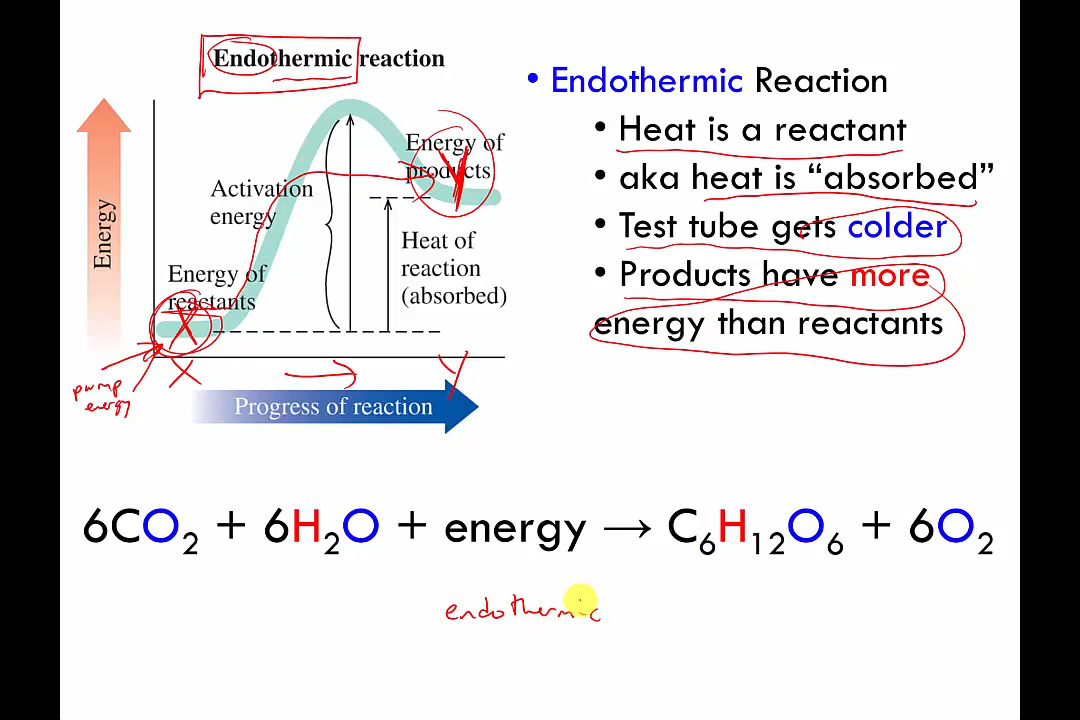 Endothermic reaction
Energy
Activation
energy
Energy of
reactants
Energy of
products
Heat of
reaction
(absorbed)
X
Y
X
Y
pump
energy
Progress of reaction
• Endothermic Reaction
• Heat is a reactant
• aka heat is “absorbed”
• Test tube gets colder
• Products have more
energy than reactants
6CO₂ + 6H₂O + energy → C₆H₁₂O₆ + 6O₂
endothermic